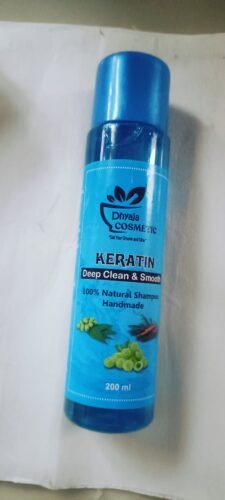 Dhyaja
COSMETIC
KERATIN
Deep Clean & Smooth
100% Natural Shampoo
Handmade
200 ml